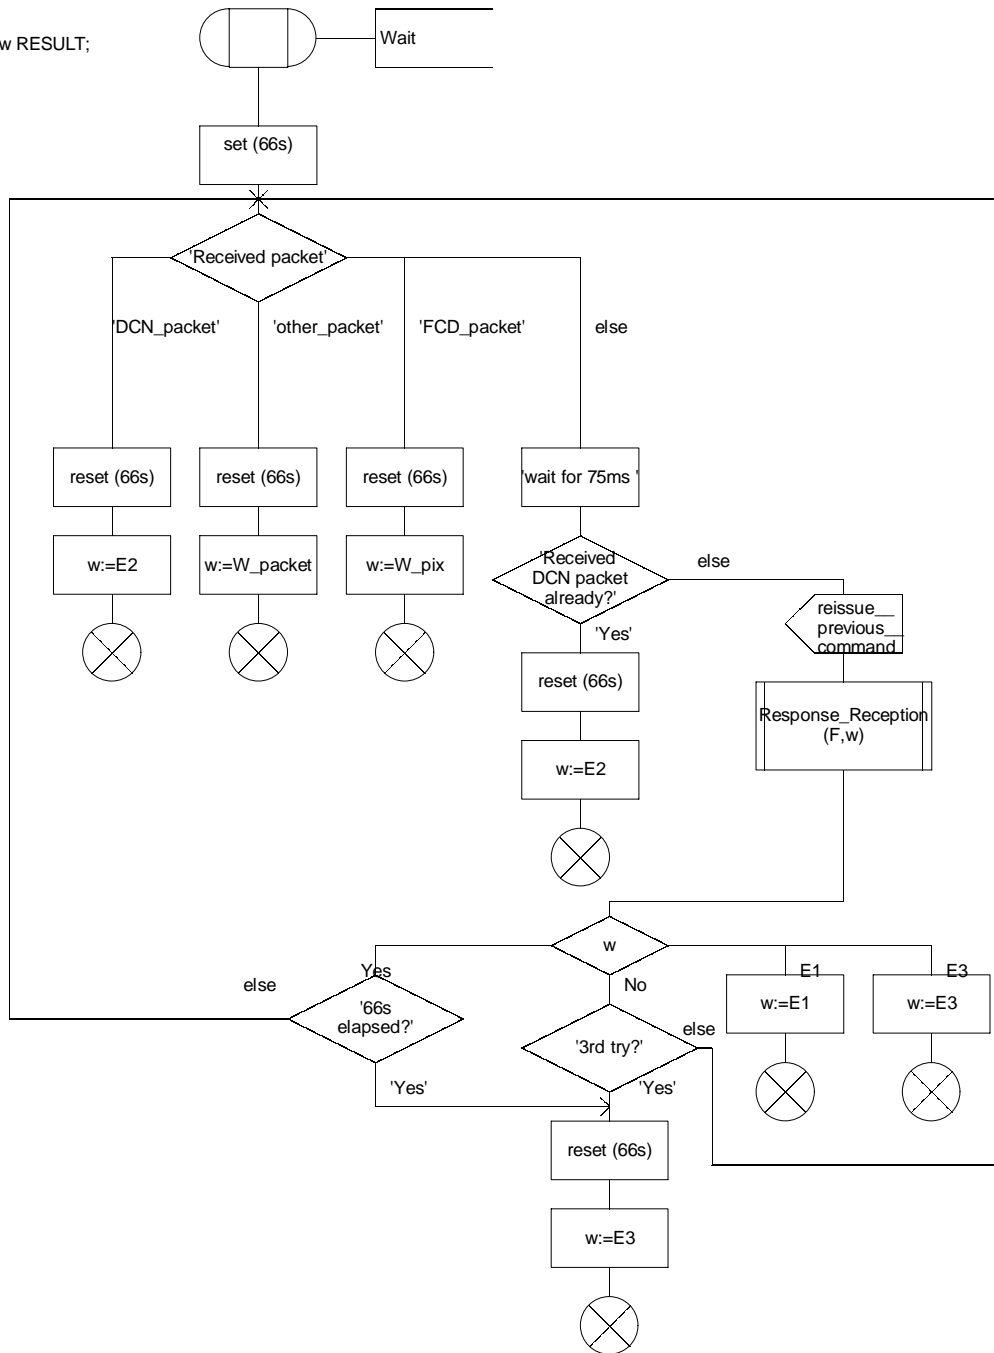 w RESULT;
Wait
set (66s)
'Received packet'
'DCN_packet'
'other_packet'
'FCD_packet'
else
reset (66s)
reset (66s)
reset (66s)
'wait for 75ms '
w:=E2
w:=W_packet
w:=W_pix
'Received
DCN packet
already?'
else
'Yes'
reissue__
previous__
command
reset (66s)
Response_Reception
(F,w)
w:=E2
w
Yes
else
'66s
elapsed?'
No
E1
E3
w:=E1
w:=E3
'3rd try?'
else
'Yes'
'Yes'
reset (66s)
w:=E3